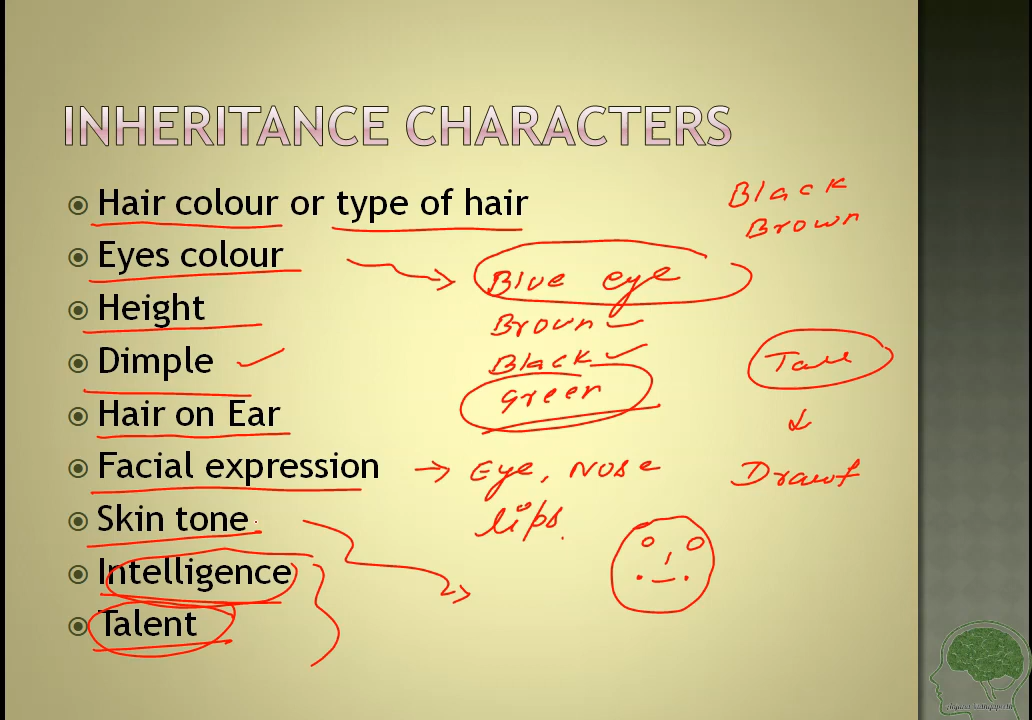 INHERITANCE CHARACTERS
Hair colour or type of hair
Black
Brown
Eyes colour
Blue eye
Height
Brown
Dimple
Black
Tall
Green
Hair on Ear
Facial expression
Eye, Nose
Drawf
lips.
Skin tone
Intelligence
Talent